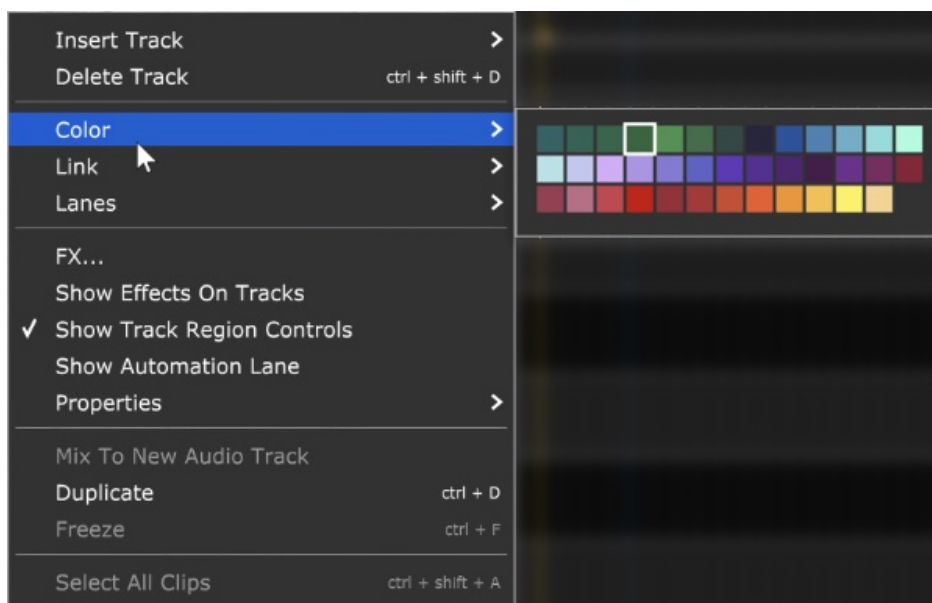 Insert Track
Delete Track ctrl + shift + D
Color
Link
Lanes
FX...
Show Effects On Tracks
Show Track Region Controls
Show Automation Lane
Properties
Mix To New Audio Track
Duplicate ctrl + D
Freeze ctrl + F
Select All Clips ctrl + shift + A